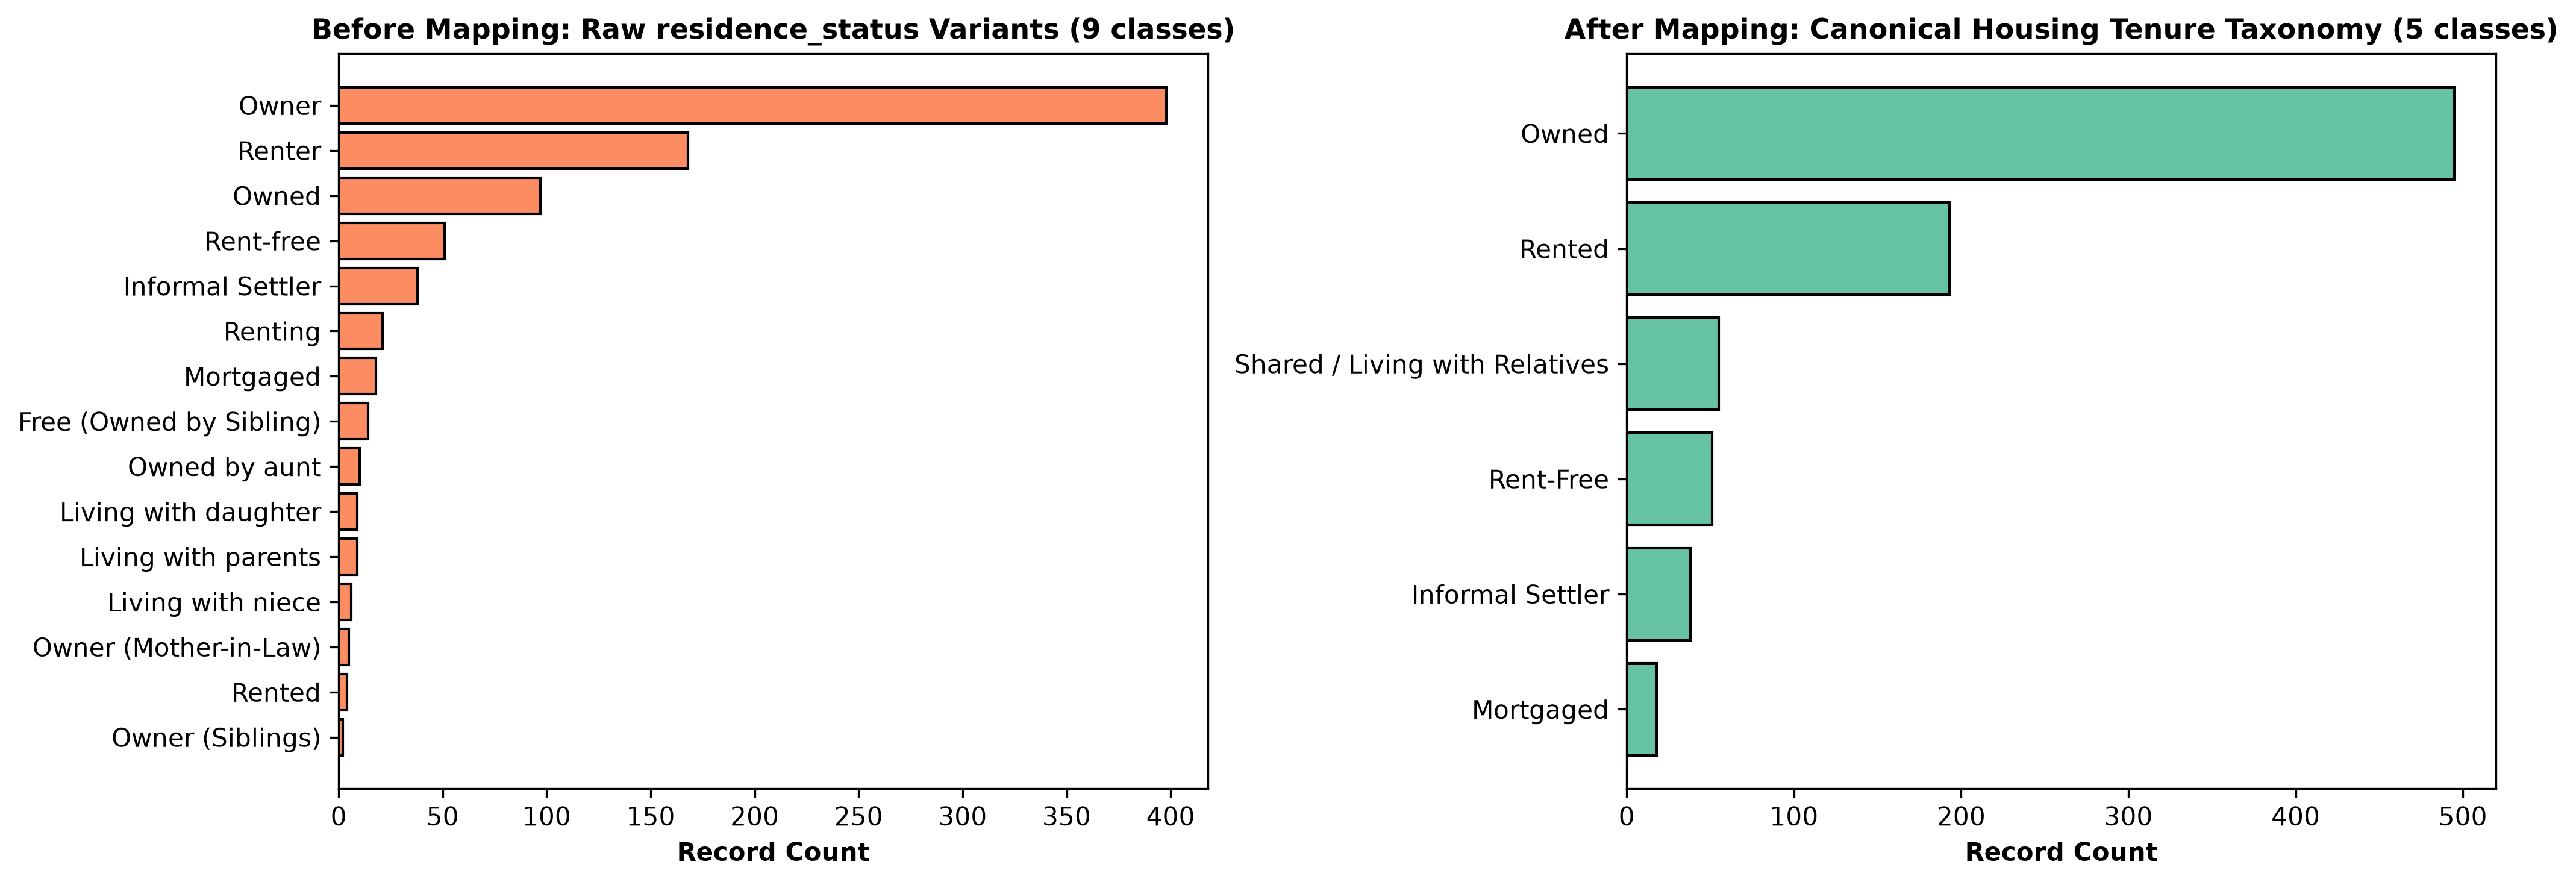 Before Mapping: Raw residence_status Variants (9 classes)
Owner
Renter
Owned
Rent-free
Informal Settler
Renting
Mortgaged
Free (Owned by Sibling)
Owned by aunt
Living with daughter
Living with parents
Living with niece
Owner (Mother-in-Law)
Rented
Owner (Siblings)
0 50 100 150 200 250 300 350 400
Record Count
After Mapping: Canonical Housing Tenure Taxonomy (5 classes)
Owned
Rented
Shared / Living with Relatives
Rent-Free
Informal Settler
Mortgaged
0 100 200 300 400 500
Record Count